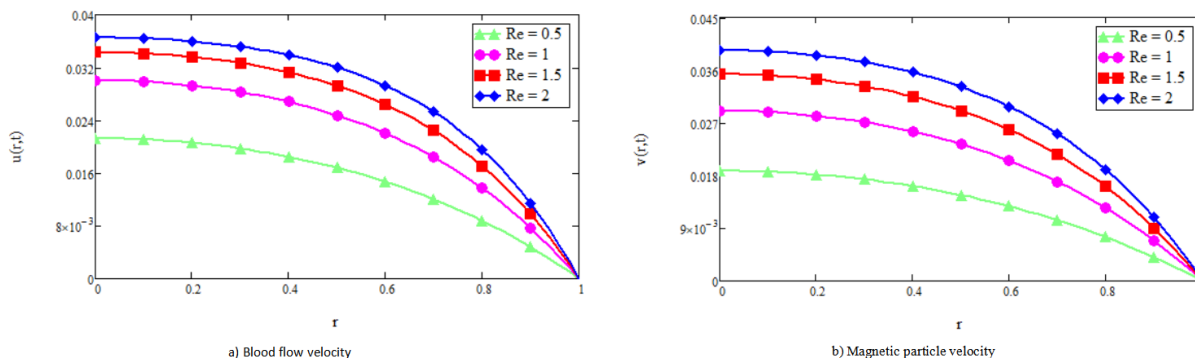 0.04
0.032
0.024
0.016
8×10⁻³
0
u(r,t)
0 0.2 0.4 0.6 0.8 1
r
Re = 0.5
Re = 1
Re = 1.5
Re = 2
a) Blood flow velocity
0.045
0.036
0.027
0.018
9×10⁻³
0
v(r,t)
0 0.2 0.4 0.6 0.8
r
Re = 0.5
Re = 1
Re = 1.5
Re = 2
b) Magnetic particle velocity